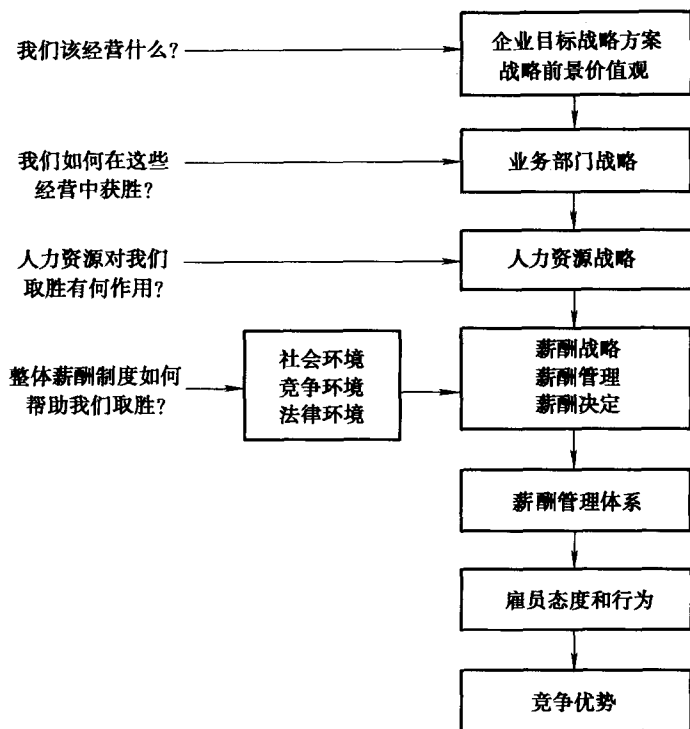 我们该经营什么?
企业目标战略方案
战略前景价值观
我们如何在这些
经营中获胜?
业务部门战略
人力资源对我们
取胜有何作用?
人力资源战略
整体薪酬制度如何
帮助我们取胜?
社会环境
竞争环境
法律环境
薪酬战略
薪酬管理
薪酬决定
薪酬管理体系
雇员态度和行为
竞争优势